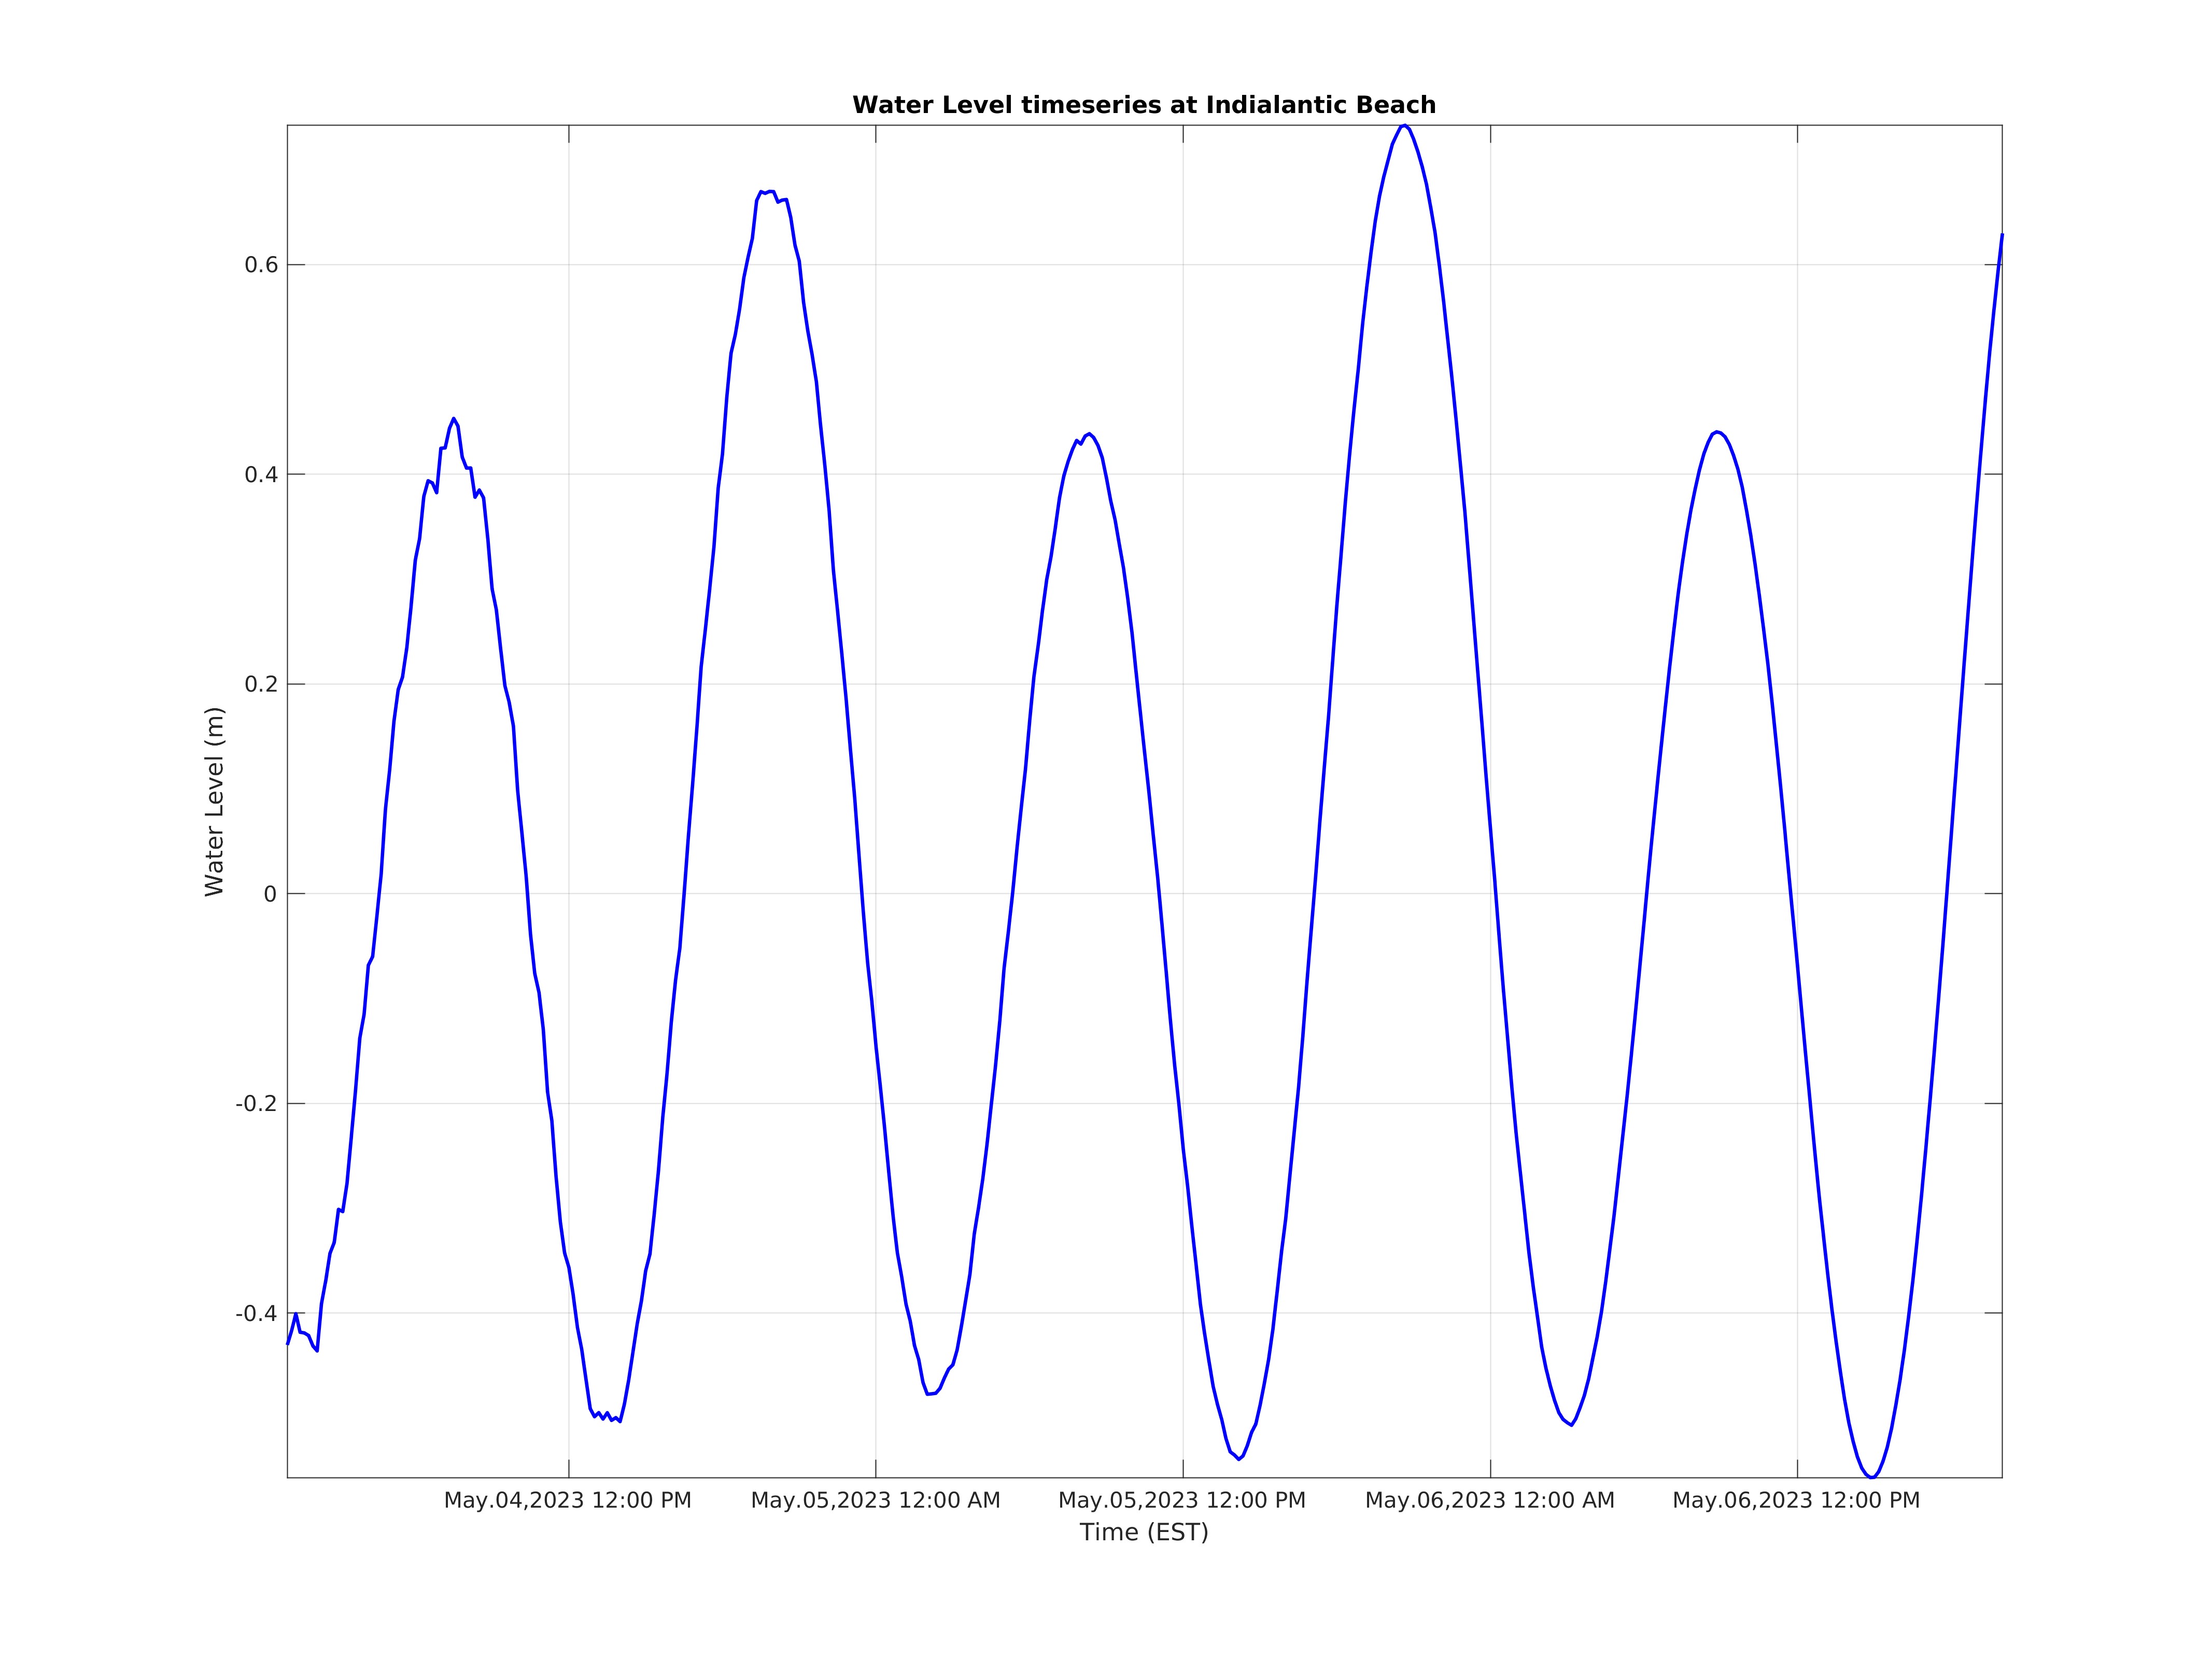 Water Level timeseries at Indialantic Beach
0.6
0.4
0.2
0
-0.2
-0.4
Water Level (m)
May.04,2023 12:00 PM May.05,2023 12:00 AM May.05,2023 12:00 PM May.06,2023 12:00 AM May.06,2023 12:00 PM
Time (EST)